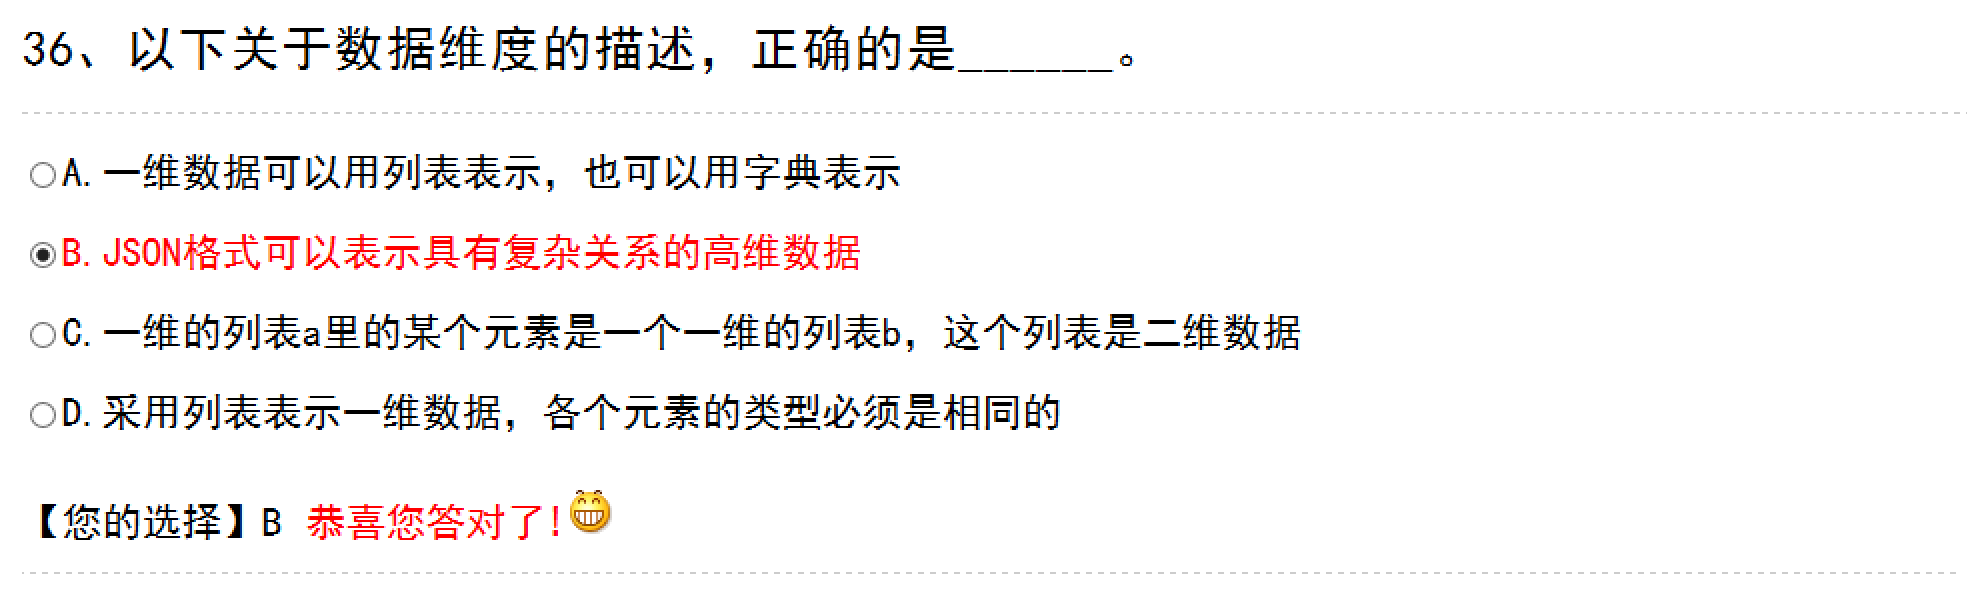 36、以下关于数据维度的描述，正确的是______。
A. 一维数据可以用列表表示，也可以用字典表示
B. JSON格式可以表示具有复杂关系的高维数据
C. 一维的列表a里的某个元素是一个一维的列表b，这个列表是二维数据
D. 采用列表表示一维数据，各个元素的类型必须是相同的
【您的选择】B 恭喜您答对了!